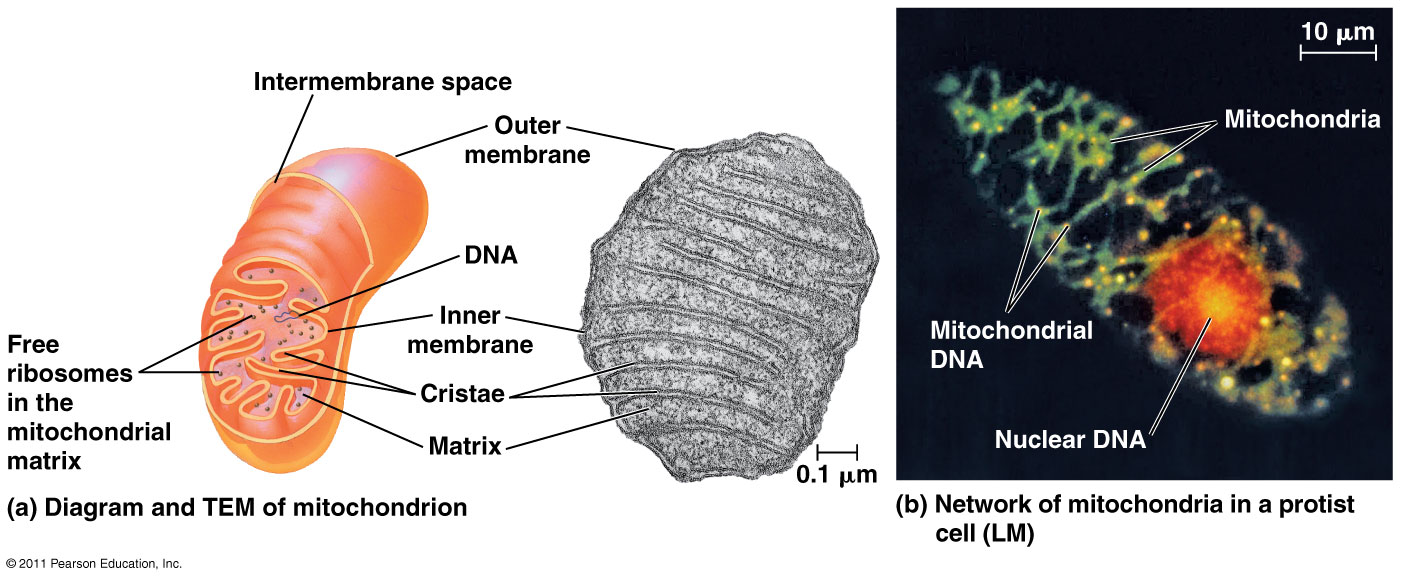 Intermembrane space
Outer
membrane
DNA
Inner
membrane
Free
ribosomes
in the
mitochondrial
matrix
Cristae
Matrix
0.1 μm
(a) Diagram and TEM of mitochondrion
10 μm
Mitochondria
Mitochondrial
DNA
Nuclear DNA
(b) Network of mitochondria in a protist
cell (LM)
© 2011 Pearson Education, Inc.